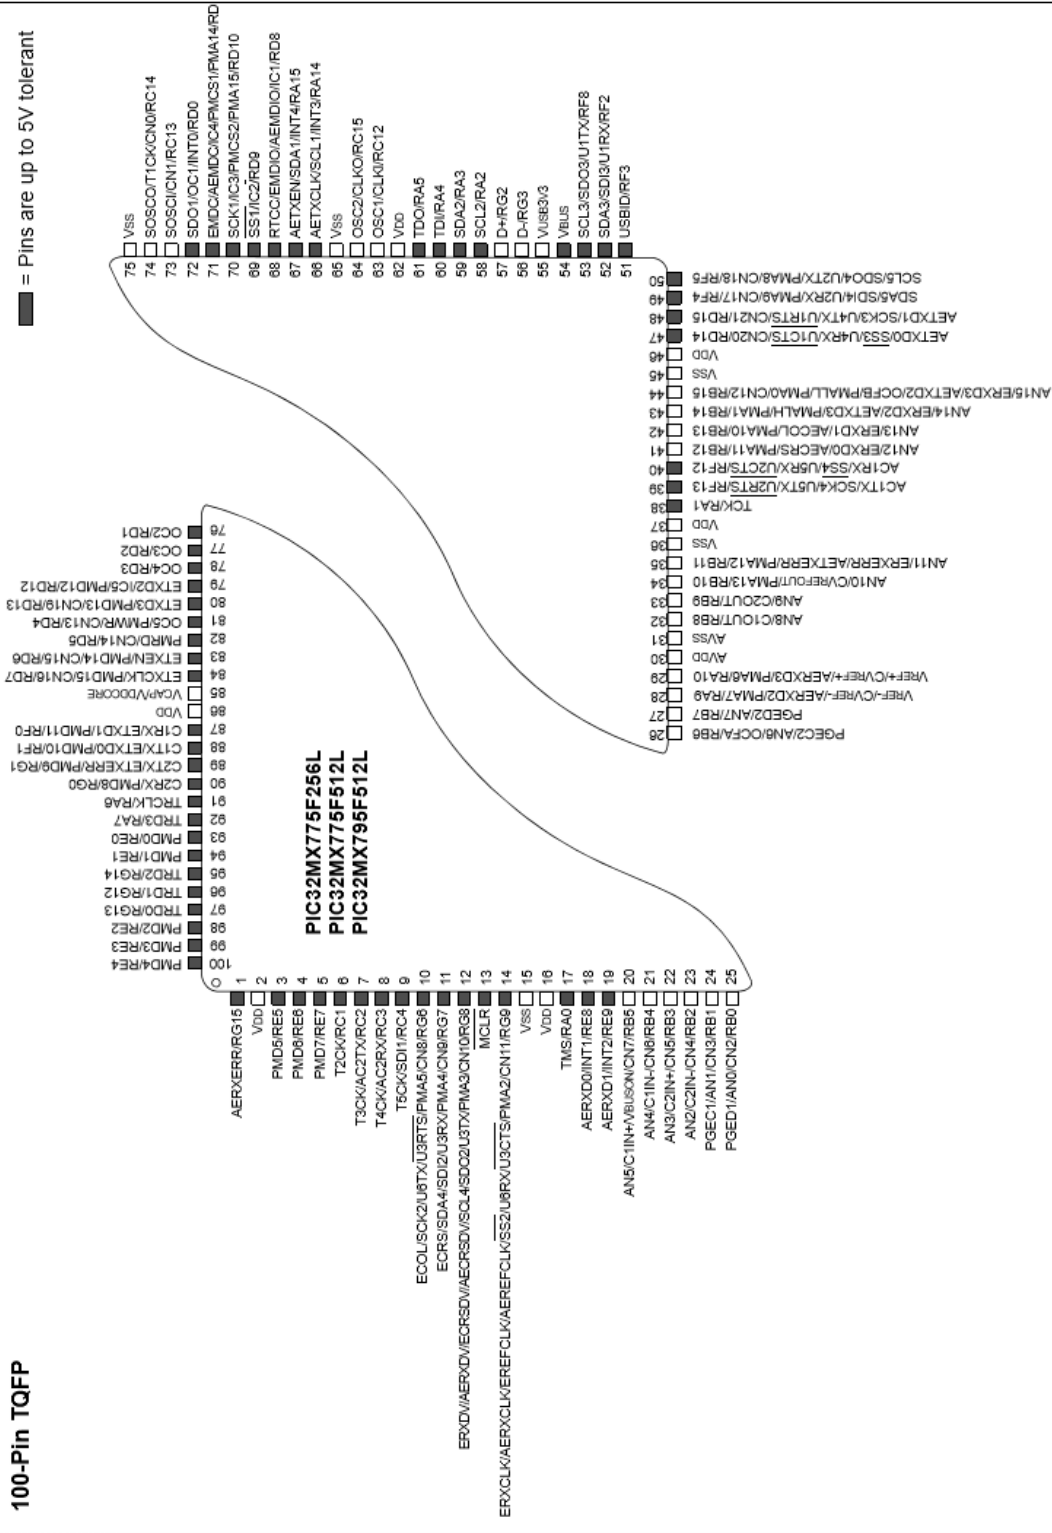 100-Pin TQFP
= Pins are up to 5V tolerant
PIC32MX775F256L
PIC32MX775F512L
PIC32MX795F512L
1 AERXERR/RG15
2 VDD
3 PMD5/RE5
4 PMD6/RE6
5 PMD7/RE7
6 T2CK/RC1
7 T3CK/AC2TX/RC2
8 T4CK/AC2RX/RC3
9 T5CK/SDI1/RC4
10 ECOL/SCK2/U6TX/U3RTS/PMA5/CN8/RG6
11 ECRS/SDA4/SDI2/U3RX/PMA4/CN9/RG7
12 ERXDV/AERXDV/ECRSDV/AECRSDV/SCL4/SDO2/U3TX/PMA3/CN10/RG8
13 MCLR
14 ERXCLK/AERXCLK/EREFCLK/AEREFCLK/SS2/U6RX/U3CTS/PMA2/CN11/RG9
15 VSS
16 VDD
17 TMS/RA0
18 AERXD0/INT1/RE8
19 AERXD1/INT2/RE9
20 AN5/C1IN+/VBUSON/CN7/RB5
21 AN4/C1IN-/CN6/RB4
22 AN3/C2IN+/CN5/RB3
23 AN2/C2IN-/CN4/RB2
24 PGEC1/AN1/CN3/RB1
25 PGED1/AN0/CN2/RB0
26 PGEC2/AN6/OCFA/RB6
27 PGED2/AN7/RB7
28 VREF-/CVREF-/AERXD2/PMA7/RA9
29 VREF+/CVREF+/AERXD3/PMA6/RA10
30 AVDD
31 AVSS
32 AN8/C1OUT/RB8
33 AN9/C2OUT/RB9
34 AN10/CVREFOUT/PMA13/RB10
35 AN11/ERXERR/AETXERR/PMA12/RB11
36 VSS
37 VDD
38 TCK/RA1
39 AC1TX/SCK4/U5TX/U2RTS/RF13
40 AC1RX/SS4/U5RX/U2CTS/RF12
41 AN12/ERXD0/AECRS/PMA11/RB12
42 AN13/ERXD1/AECOL/PMA10/RB13
43 AN14/ERXD2/AETXD3/PMALH/PMA1/RB14
44 AN15/ERXD3/AETXD2/OCFB/PMALL/PMA0/CN12/RB15
45 VSS
46 VDD
47 AETXD0/SS3/U4RX/U1CTS/CN20/RD14
48 AETXD1/SCK3/U4TX/U1RTS/CN21/RD15
49 SDA5/SDI4/U2RX/PMA9/CN17/RF4
50 SCL5/SDO4/U2TX/PMA8/CN18/RF5
51 USBID/RF3
52 SDA3/SDI3/U1RX/RF2
53 SCL3/SDO3/U1TX/RF8
54 VBUS
55 VUSB3V3
56 D-/RG3
57 D+/RG2
58 SCL2/RA2
59 SDA2/RA3
60 TDI/RA4
61 TDO/RA5
62 VDD
63 OSC1/CLKI/RC12
64 OSC2/CLKO/RC15
65 VSS
66 AETXCLK/SCL1/INT3/RA14
67 AETXEN/SDA1/INT4/RA15
68 RTCC/EMDIO/AEMDIO/IC1/RD8
69 SS1/IC2/RD9
70 SCK1/IC3/PMCS2/PMA15/RD10
71 EMDC/AEMDC/IC4/PMCS1/PMA14/RD
72 SDO1/OC1/INT0/RD0
73 SOSCI/CN1/RC13
74 SOSCO/T1CK/CN0/RC14
75 VSS
76 OC2/RD1
77 OC3/RD2
78 OC4/RD3
79 ETXD2/IC5/PMD12/RD12
80 ETXD3/PMD13/CN19/RD13
81 OC5/PMWR/CN13/RD4
82 PMRD/CN14/RD5
83 ETXEN/PMD14/CN15/RD6
84 ETXCLK/PMD15/CN16/RD7
85 VCAP/VDDCORE
86 VDD
87 C1RX/ETXD1/PMD11/RF0
88 C1TX/ETXD0/PMD10/RF1
89 C2TX/ETXERR/PMD9/RG1
90 C2RX/PMD8/RG0
91 TRCLK/RA6
92 TRD3/RA7
93 PMD0/RE0
94 PMD1/RE1
95 TRD2/RG14
96 TRD1/RG12
97 TRD0/RG13
98 PMD2/RE2
99 PMD3/RE3
100 PMD4/RE4